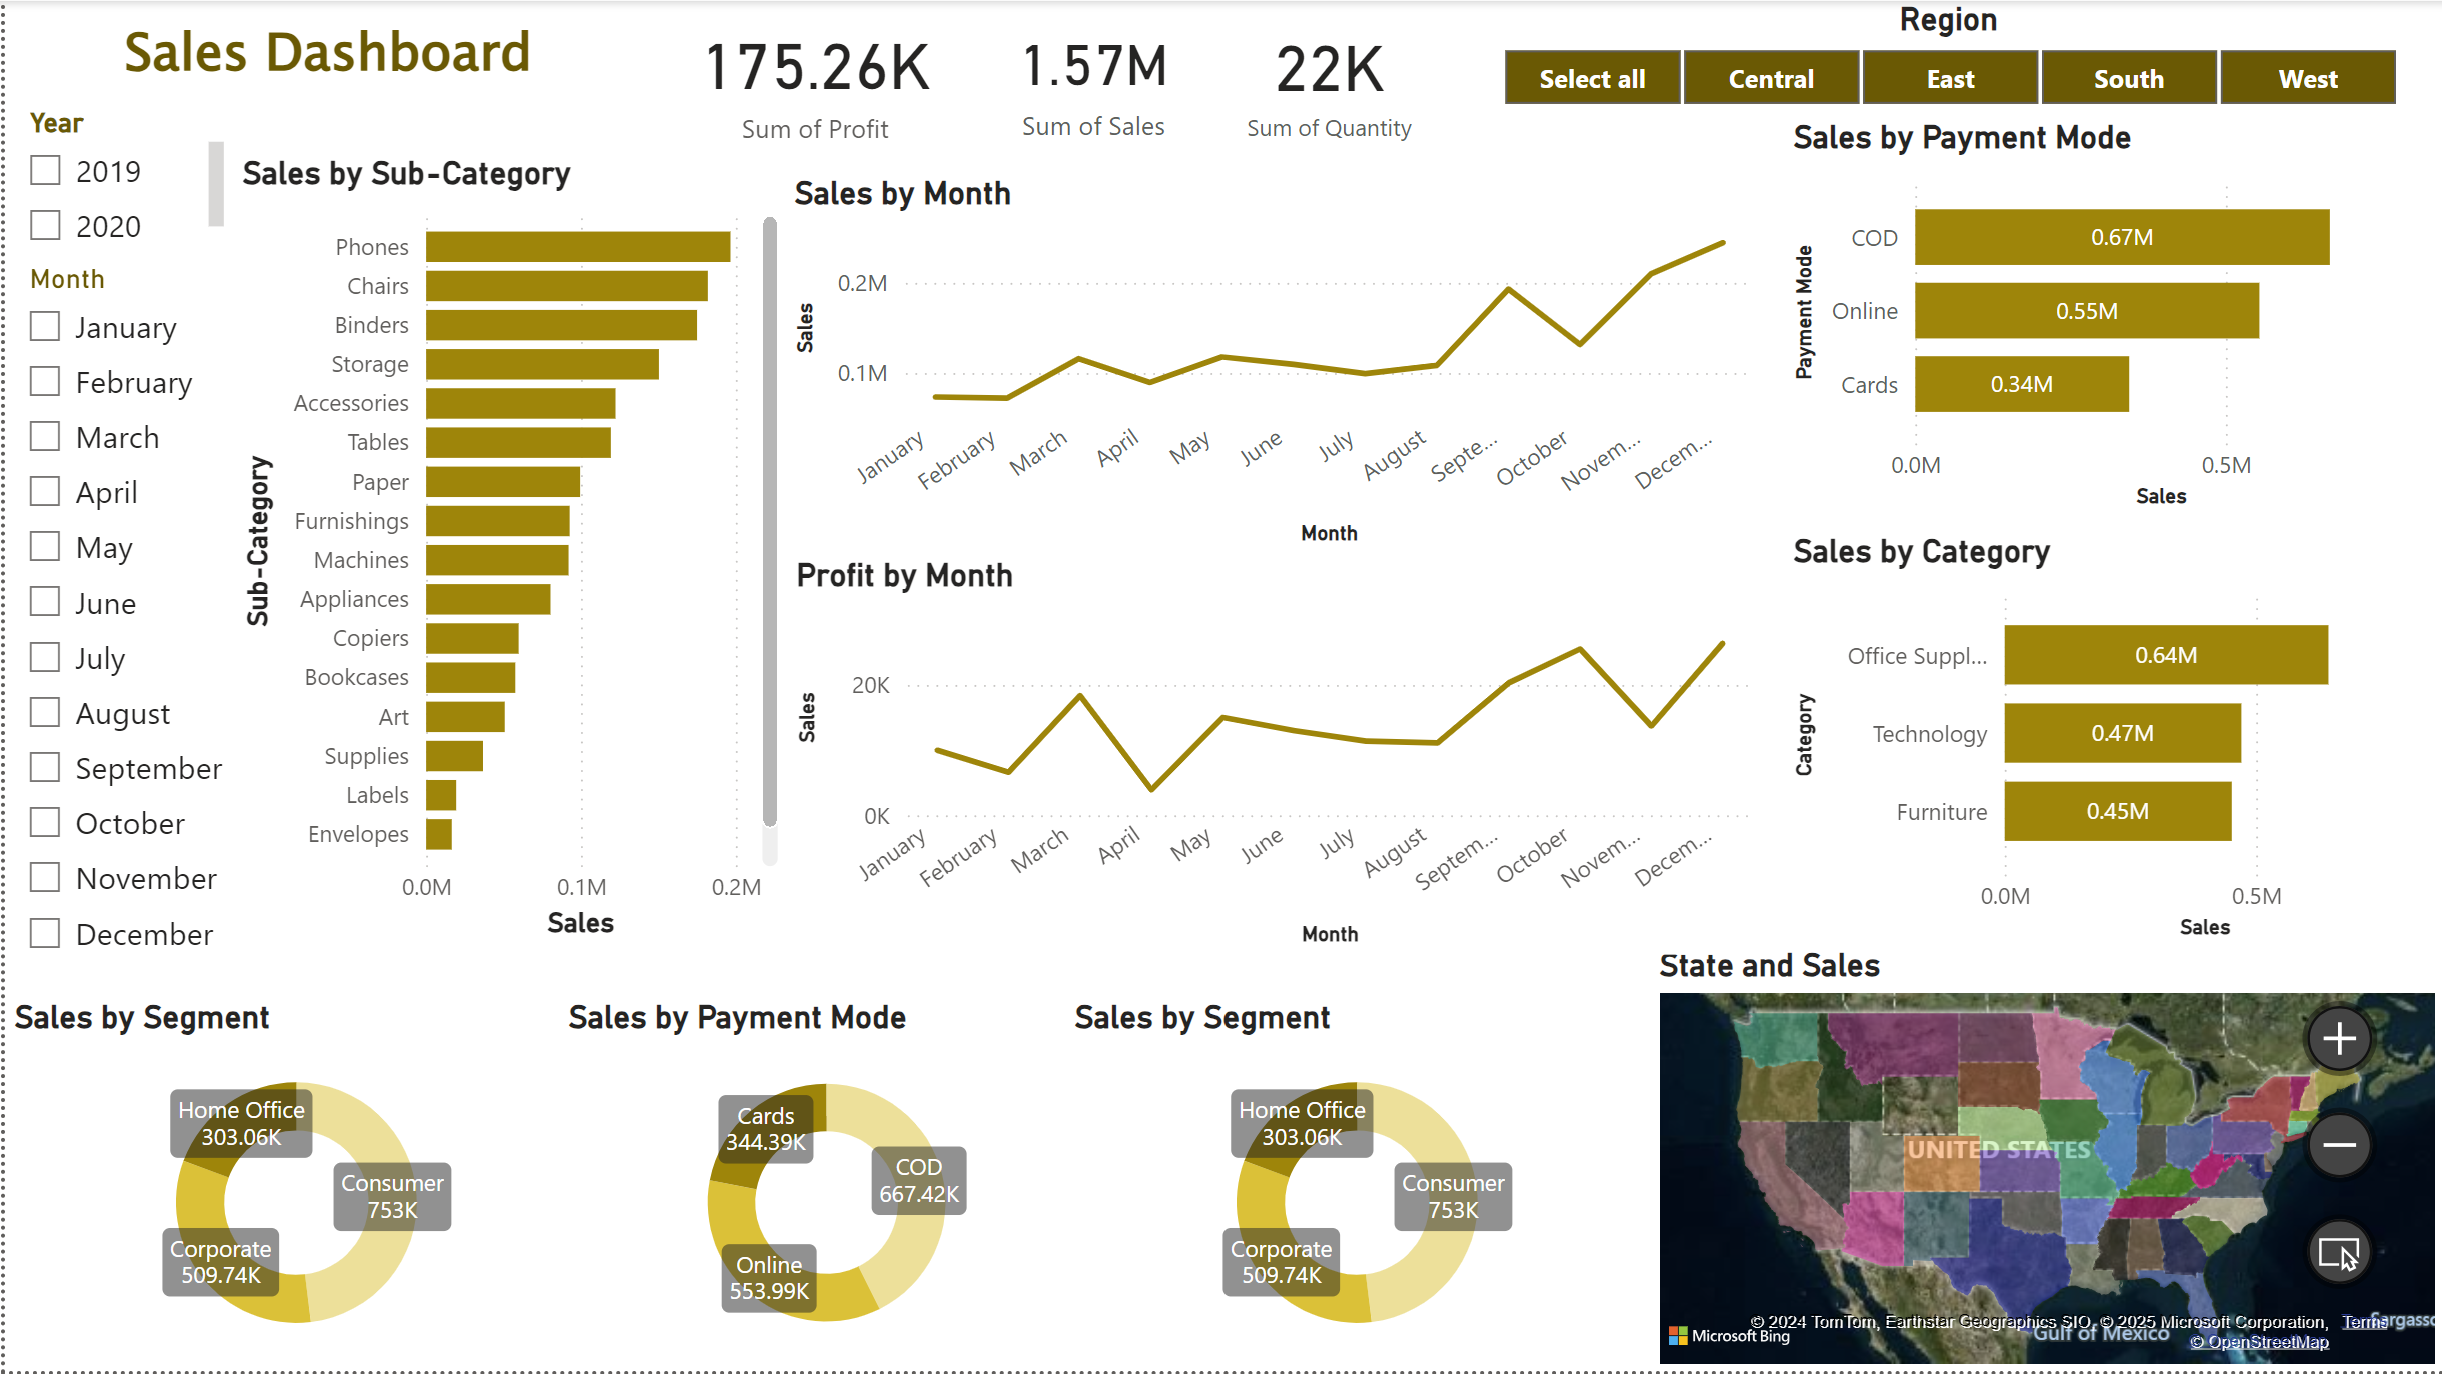 Sales Dashboard
175.26K
Sum of Profit
1.57M
Sum of Sales
22K
Sum of Quantity
Region
Select all
Central
East
South
West
Year
2019
2020
Month
January
February
March
April
May
June
July
August
September
October
November
December
Sales by Sub-Category
Sub-Category
Phones
Chairs
Binders
Storage
Accessories
Tables
Paper
Furnishings
Machines
Appliances
Copiers
Bookcases
Art
Supplies
Labels
Envelopes
0.0M
0.1M
0.2M
Sales
Sales by Month
Sales
0.2M
0.1M
January
February
March
April
May
June
July
August
Septe...
October
Novem...
Decem...
Month
Profit by Month
Sales
20K
0K
January
February
March
April
May
June
July
August
Septem...
October
Novem...
Decem...
Month
Sales by Payment Mode
Payment Mode
COD
0.67M
Online
0.55M
Cards
0.34M
0.0M
0.5M
Sales
Sales by Category
Category
Office Suppl...
0.64M
Technology
0.47M
Furniture
0.45M
0.0M
0.5M
Sales
Sales by Segment
Home Office
303.06K
Consumer
753K
Corporate
509.74K
Sales by Payment Mode
Cards
344.39K
COD
667.42K
Online
553.99K
Sales by Segment
Home Office
303.06K
Consumer
753K
Corporate
509.74K
State and Sales
UNITED STATES
Gulf of Mexico
Microsoft Bing
© 2024 TomTom, Earthstar Geographics SIO, © 2025 Microsoft Corporation, Terms
© OpenStreetMap